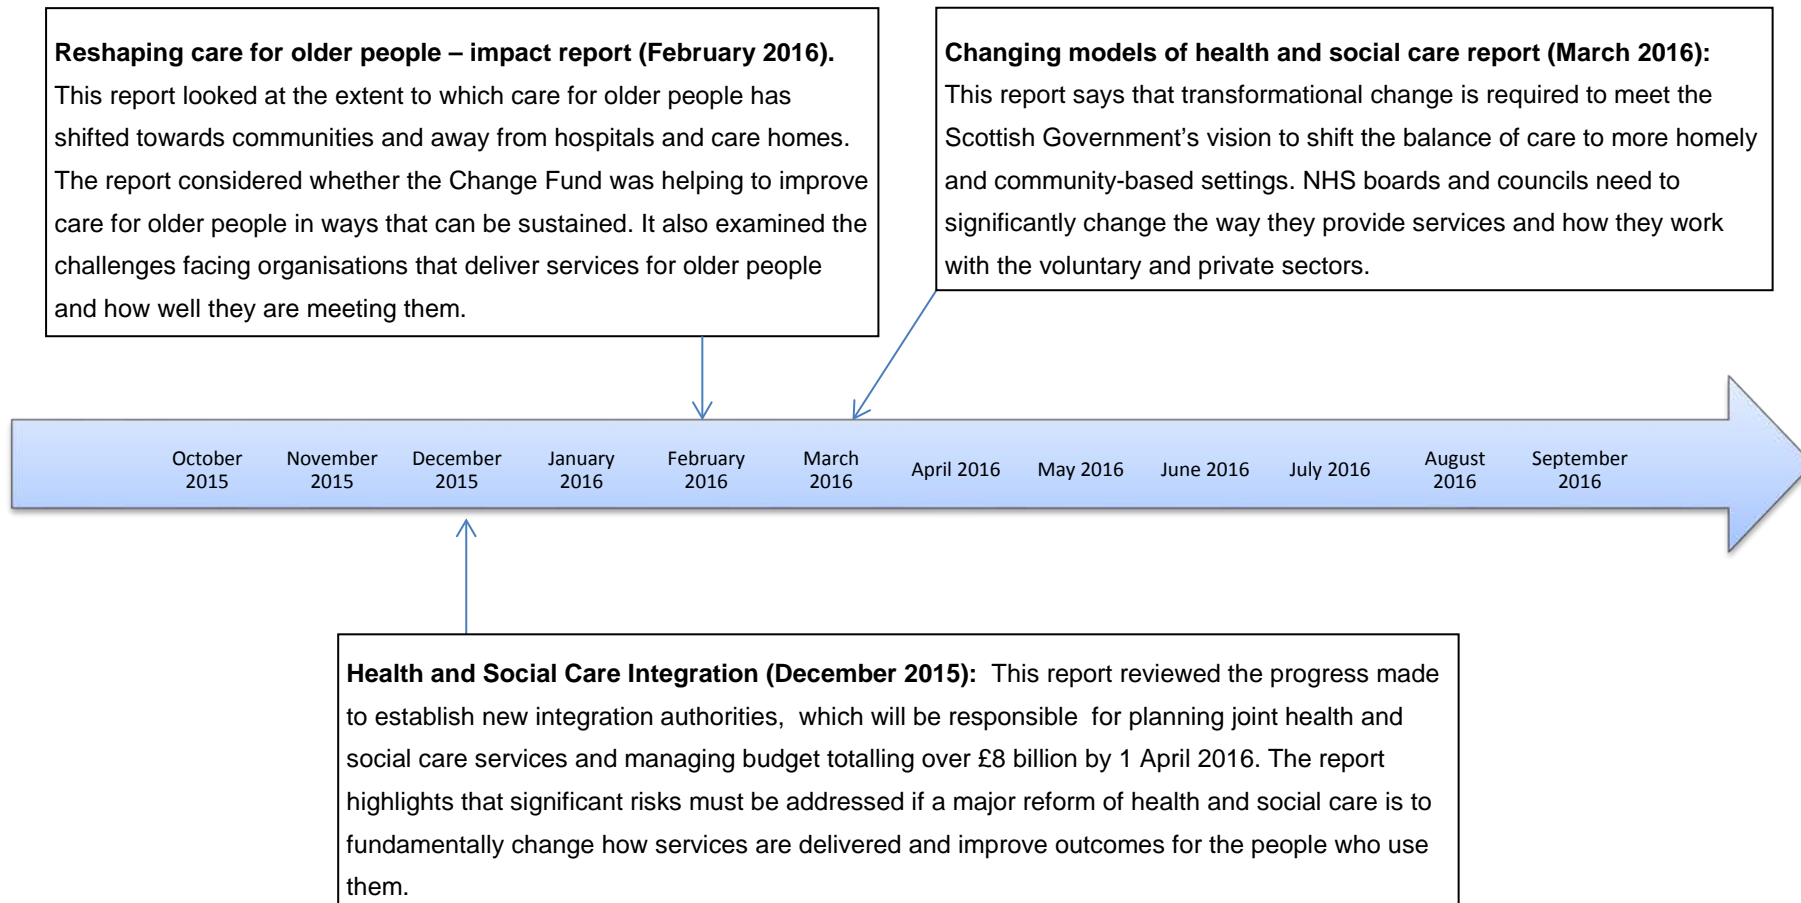 Reshaping care for older people – impact report (February 2016).
This report looked at the extent to which care for older people has
shifted towards communities and away from hospitals and care homes.
The report considered whether the Change Fund was helping to improve
care for older people in ways that can be sustained. It also examined the
challenges facing organisations that deliver services for older people
and how well they are meeting them.
Changing models of health and social care report (March 2016):
This report says that transformational change is required to meet the
Scottish Government’s vision to shift the balance of care to more homely
and community-based settings. NHS boards and councils need to
significantly change the way they provide services and how they work
with the voluntary and private sectors.
October
2015
November
2015
December
2015
January
2016
February
2016
March
2016
April 2016
May 2016
June 2016
July 2016
August
2016
September
2016
Health and Social Care Integration (December 2015):  This report reviewed the progress made
to establish new integration authorities,  which will be responsible  for planning joint health and
social care services and managing budget totalling over £8 billion by 1 April 2016. The report
highlights that significant risks must be addressed if a major reform of health and social care is to
fundamentally change how services are delivered and improve outcomes for the people who use
them.